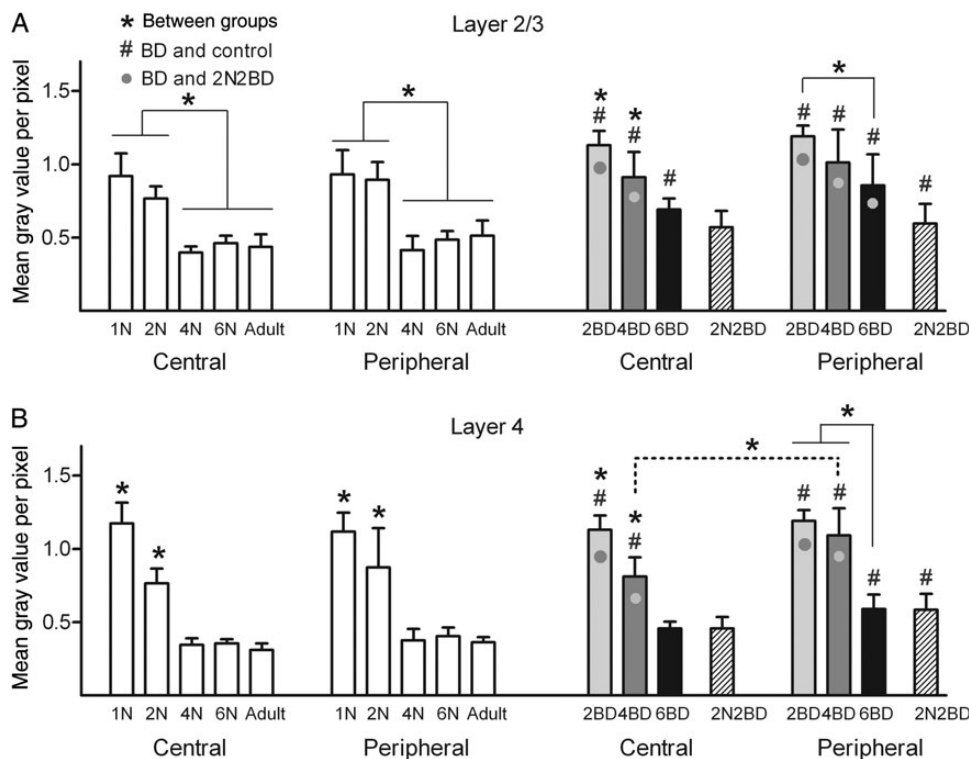 A
Layer 2/3
* Between groups
# BD and control
BD and 2N2BD
Mean gray value per pixel
1.5
1.0
0.5
* * * # * # # # # # * #
1N 2N 4N 6N Adult 1N 2N 4N 6N Adult 2BD 4BD 6BD 2N2BD 2BD 4BD 6BD 2N2BD
Central Peripheral Central Peripheral
B
Layer 4
Mean gray value per pixel
1.5
1.0
0.5
* * * * * # * # * # # * # #
1N 2N 4N 6N Adult 1N 2N 4N 6N Adult 2BD 4BD 6BD 2N2BD 2BD 4BD 6BD 2N2BD
Central Peripheral Central Peripheral